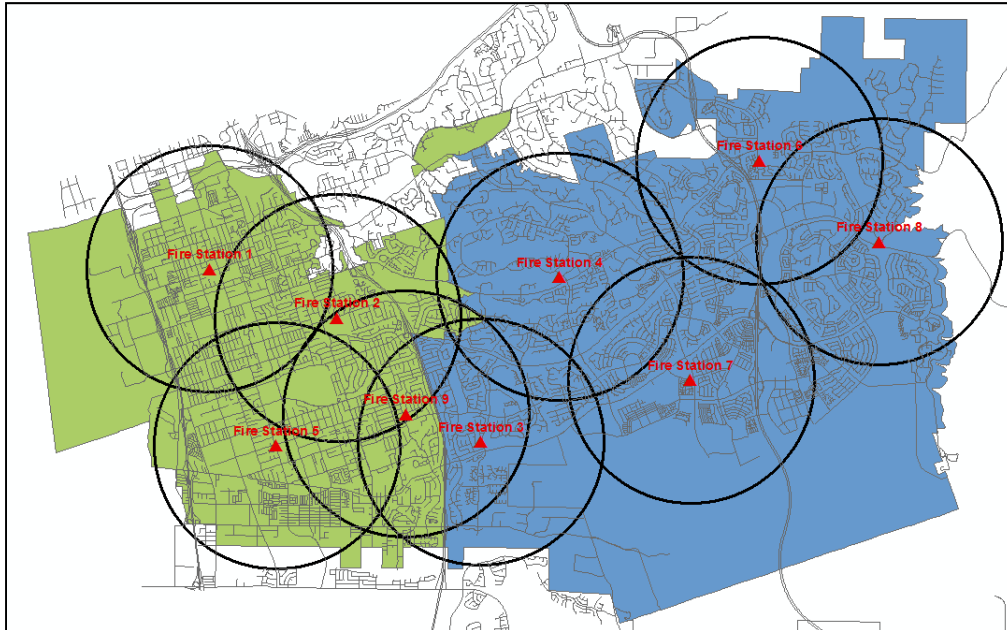 Fire Station 6
Fire Station 8
Fire Station 1
Fire Station 4
Fire Station 2
Fire Station 7
Fire Station 9
Fire Station 5
Fire Station 3